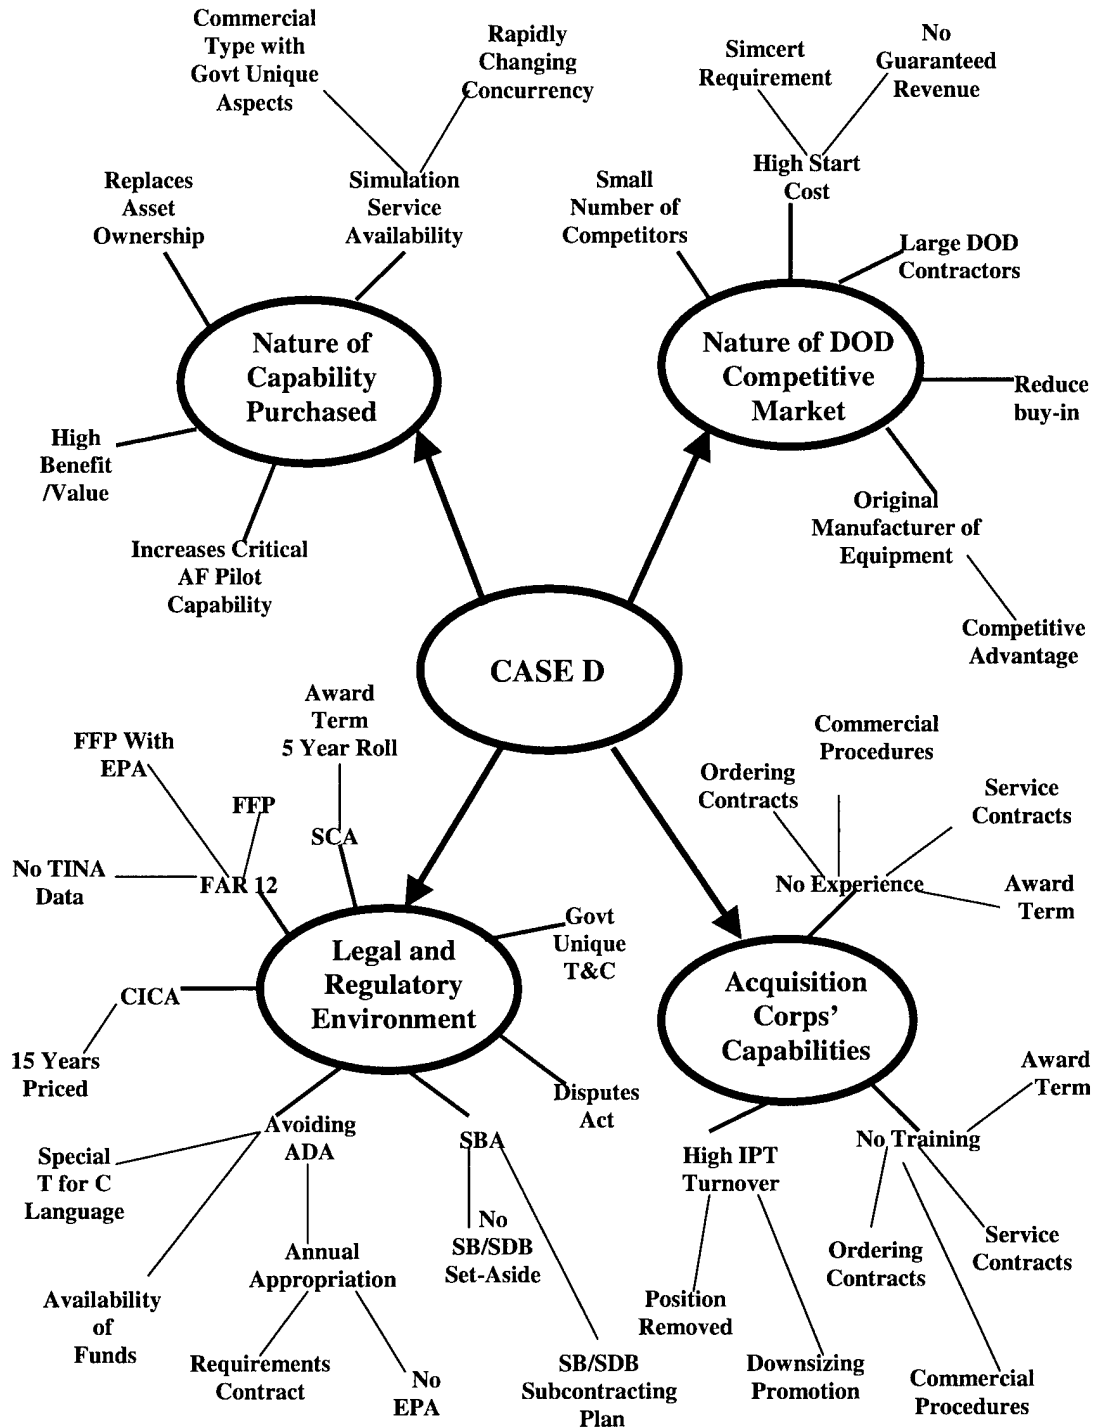 Commercial
Type with
Govt Unique
Aspects
Rapidly
Changing
Concurrency
Simcert
Requirement
No
Guaranteed
Revenue
Replaces
Asset
Ownership
Simulation
Service
Availability
Small
Number of
Competitors
High Start
Cost
Large DOD
Contractors
Nature of
Capability
Purchased
Nature of DOD
Competitive
Market
Reduce
buy-in
High
Benefit
/Value
Increases Critical
AF Pilot
Capability
Original
Manufacturer of
Equipment
Competitive
Advantage
CASE D
Award
Term
5 Year Roll
FFP With
EPA
FFP
SCA
No TINA
Data
FAR 12
Commercial
Procedures
Ordering
Contracts
Service
Contracts
No Experience
Award
Term
Govt
Unique
T&C
Legal and
Regulatory
Environment
CICA
15 Years
Priced
Disputes
Act
Acquisition
Corps'
Capabilities
Avoiding
ADA
SBA
Special
T for C
Language
Availability
of
Funds
Annual
Appropriation
No
SB/SDB
Set-Aside
Requirements
Contract
No
EPA
SB/SDB
Subcontracting
Plan
High IPT
Turnover
No Training
Award
Term
Ordering
Contracts
Service
Contracts
Position
Removed
Downsizing
Promotion
Commercial
Procedures